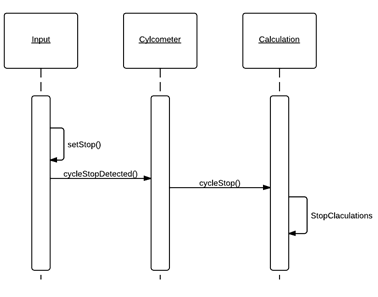 Input
Cylcometer
Calculation
setStop()
cycleStopDetected()
cycleStop()
StopClaculations